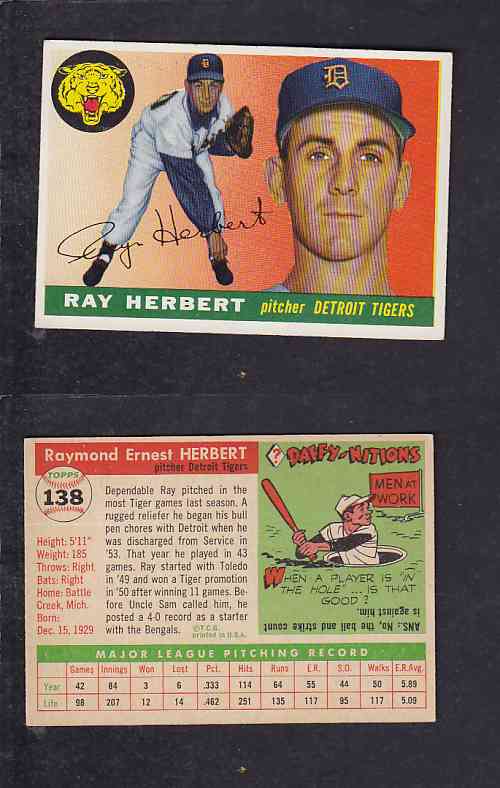 D
Ray Herbert
RAY HERBERT pitcher DETROIT TIGERS
Raymond Ernest HERBERT
pitcher Detroit Tigers
TOPPS
138
Height: 5'11"
Weight: 185
Throws: Right
Bats: Right
Home: Battle
Creek, Mich.
Born:
Dec. 15, 1929
Dependable Ray pitched in the
most Tiger games last season. A
rugged reliefer he began his bull
pen chores with Detroit when he
was discharged from Service in
'53. That year he played in 43
games. Ray started with Toledo
in '49 and won a Tiger promotion
in '50 after winning 11 games. Be-
fore Uncle Sam called him, he
posted a 4-0 record as a starter
with the Bengals. ©T.C.G.
printed in U.S.A.
? DAFFY-NITIONS
MEN AT
WORK
WHEN A PLAYER IS "IN
THE HOLE"... IS THAT
GOOD?
ANS.: No, the ball and strike count
is against him.
MAJOR LEAGUE PITCHING RECORD
Games Innings Won Lost Pct. Hits Runs E.R. S.O. Walks E.R.Avg.
Year 42 84 3 6 .333 114 64 55 44 50 5.89
Life 98 207 12 14 .462 251 135 117 95 117 5.09